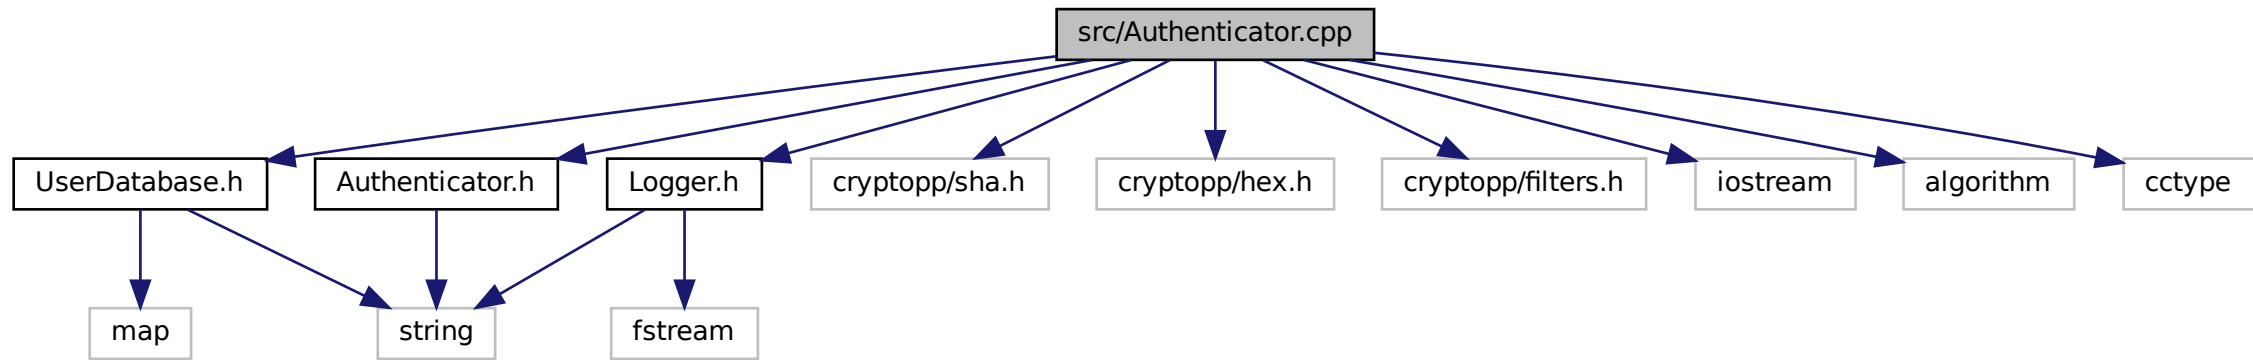 src/Authenticator.cpp
UserDatabase.h
Authenticator.h
Logger.h
cryptopp/sha.h
cryptopp/hex.h
cryptopp/filters.h
iostream
algorithm
cctype
map
string
fstream